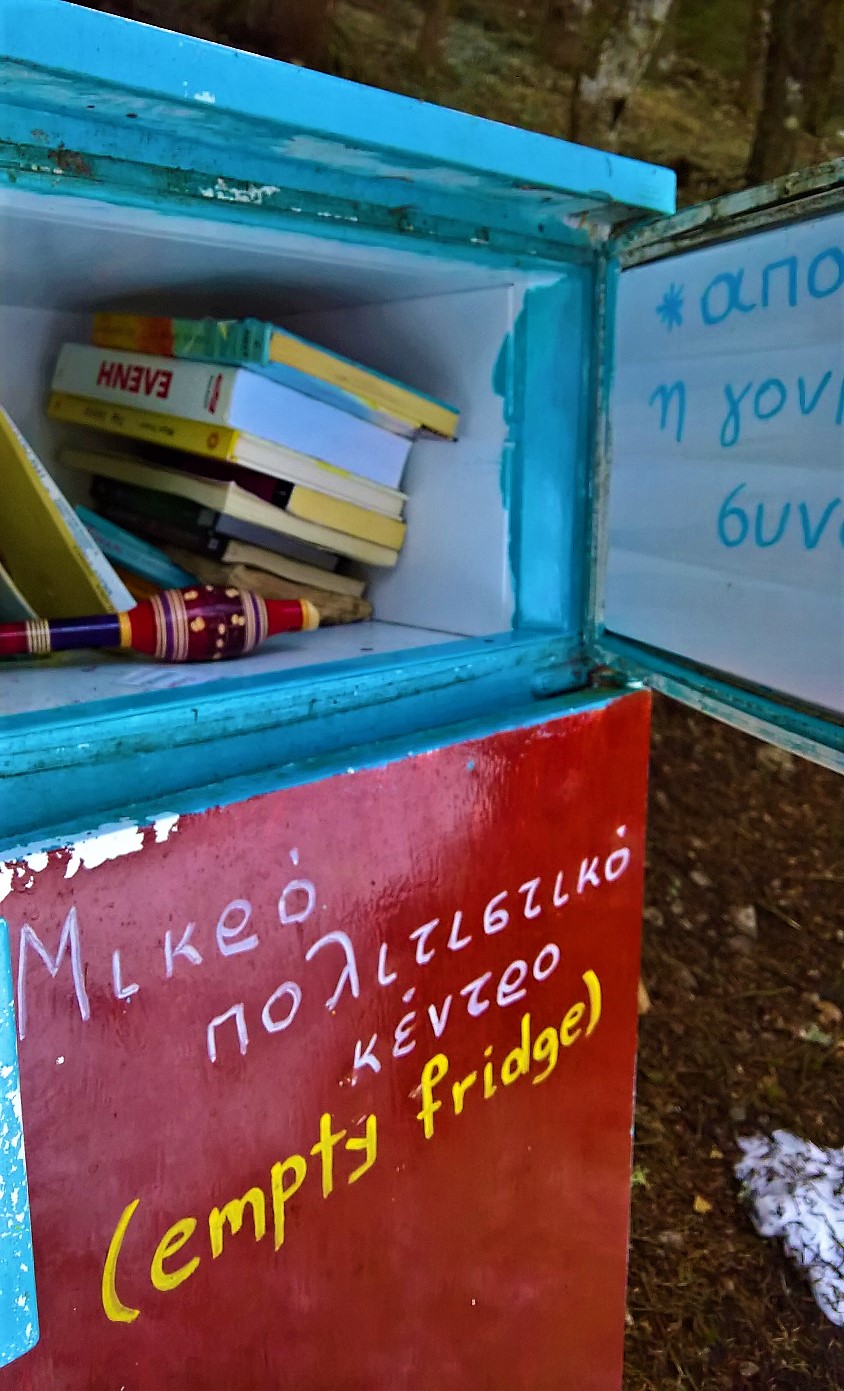 ΕΛΕΝΗ
*απο
η γον
συν
Μικρό
πολιτιστικό
κέντρο
(empty fridge)